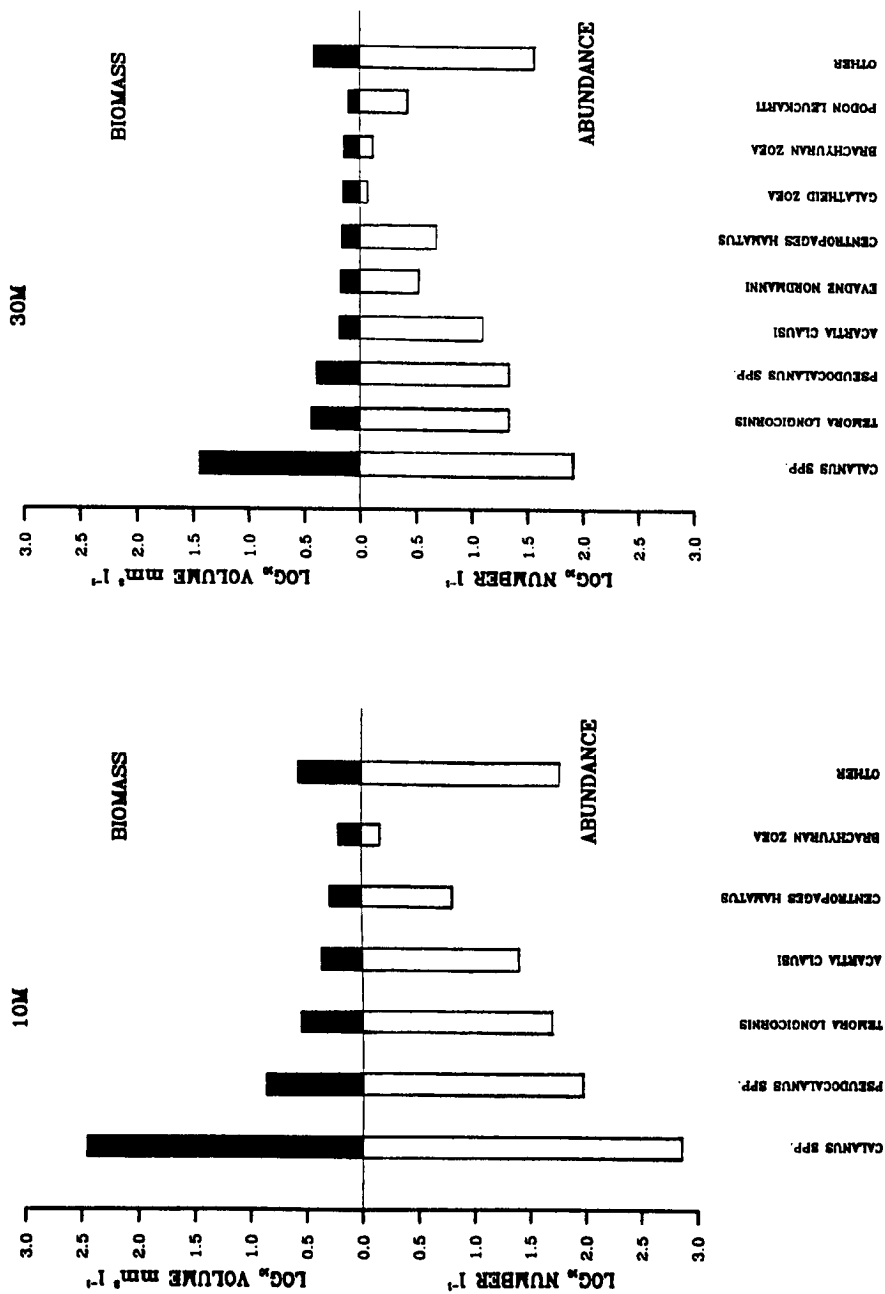 30M
BIOMASS
ABUNDANCE
LOG₁₀ VOLUME mm³ l⁻¹
LOG₁₀ NUMBER l⁻¹
3.0
2.5
2.0
1.5
1.0
0.5
0.0
0.5
1.0
1.5
2.0
2.5
3.0
CALANUS SPP.
TEMORA LONGICORNIS
PSEUDOCALANUS SPP.
ACARTIA CLAUSI
EVADNE NORDMANNI
CENTROPAGES HAMATUS
GALATHEID ZOEA
BRACHYURAN ZOEA
PODON LEUCKARTI
OTHER
10M
BIOMASS
ABUNDANCE
LOG₁₀ VOLUME mm³ l⁻¹
LOG₁₀ NUMBER l⁻¹
3.0
2.5
2.0
1.5
1.0
0.5
0.0
0.5
1.0
1.5
2.0
2.5
3.0
CALANUS SPP.
PSEUDOCALANUS SPP.
TEMORA LONGICORNIS
ACARTIA CLAUSI
CENTROPAGES HAMATUS
BRACHYURAN ZOEA
OTHER